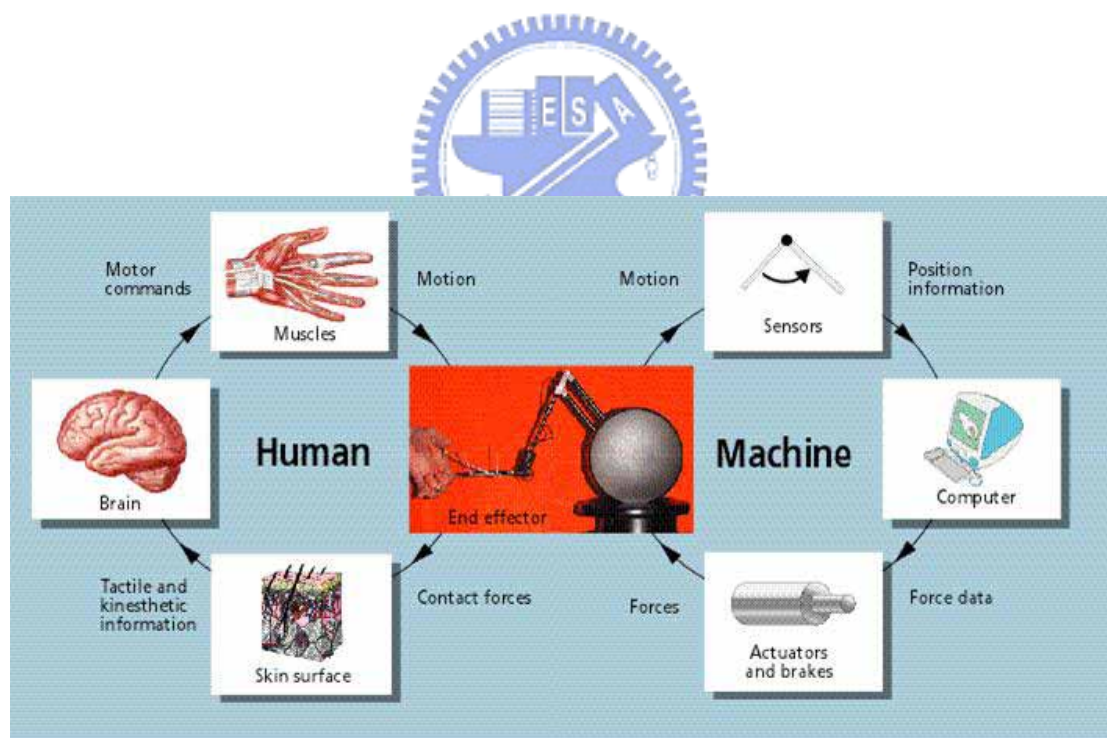 E S A
Motor
commands
Muscles
Motion
Motion
Sensors
Position
information
Brain
Human
End effector
Machine
Computer
Tactile and
kinesthetic
information
Skin surface
Contact forces
Forces
Actuators
and brakes
Force data